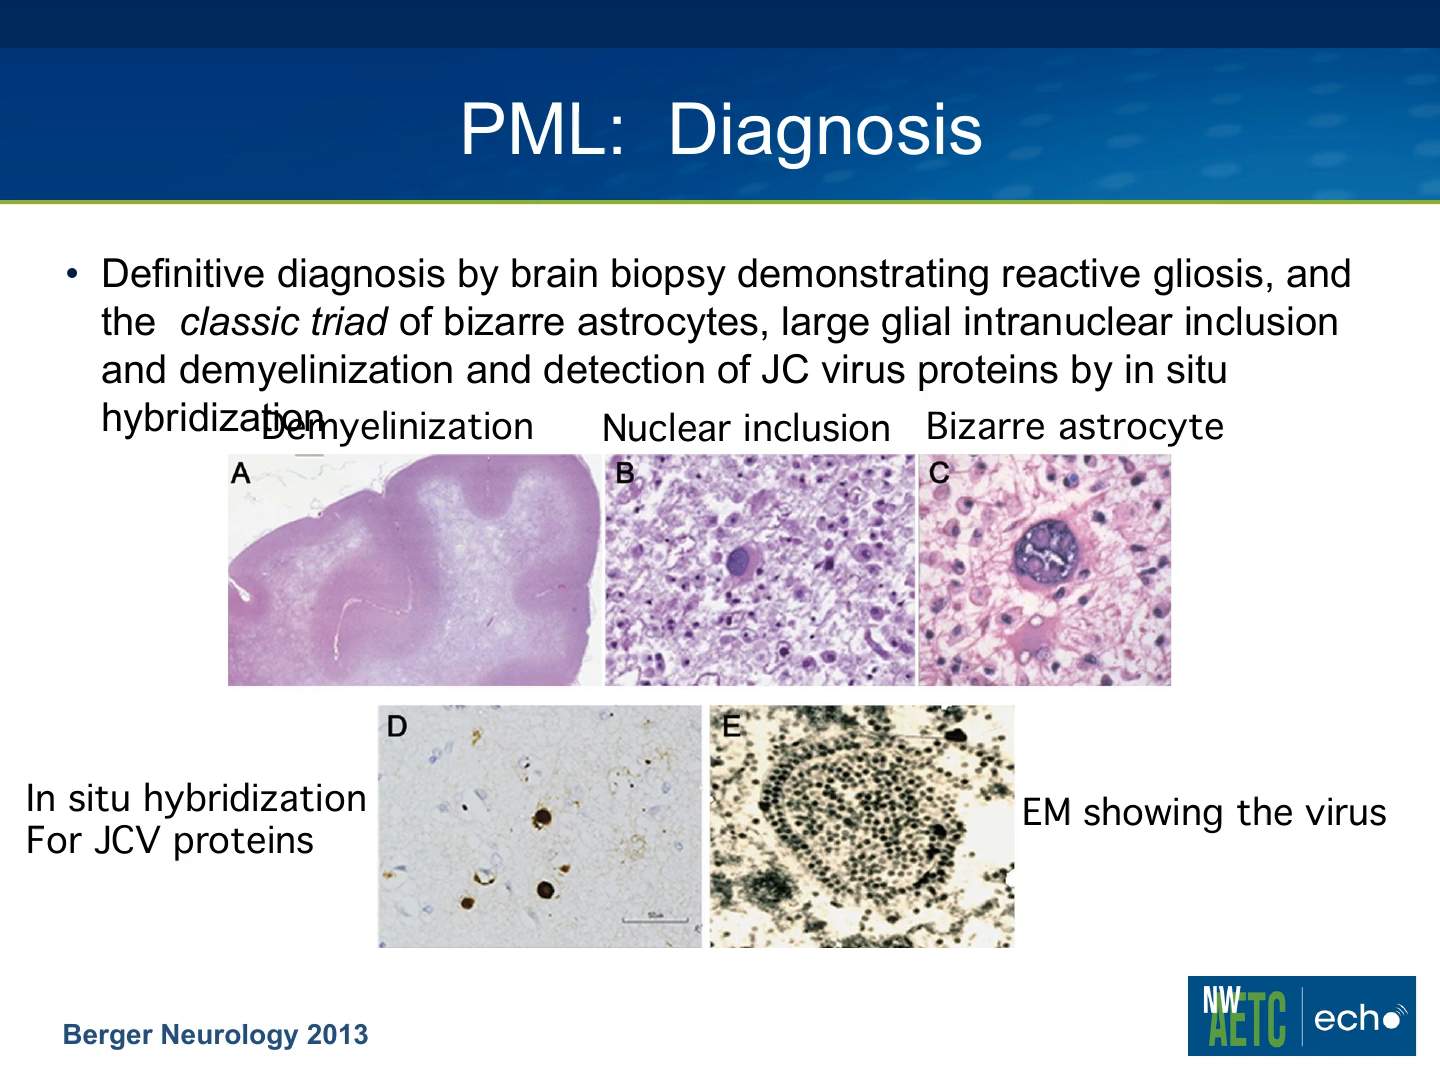 PML:  Diagnosis
• Definitive diagnosis by brain biopsy demonstrating reactive gliosis, and
the  classic triad of bizarre astrocytes, large glial intranuclear inclusion
and demyelinization and detection of JC virus proteins by in situ
hybridization
Demyelinization
Nuclear inclusion
Bizarre astrocyte
A
B
C
D
E
In situ hybridization
For JCV proteins
EM showing the virus
Berger Neurology 2013
NW
AETC
echo